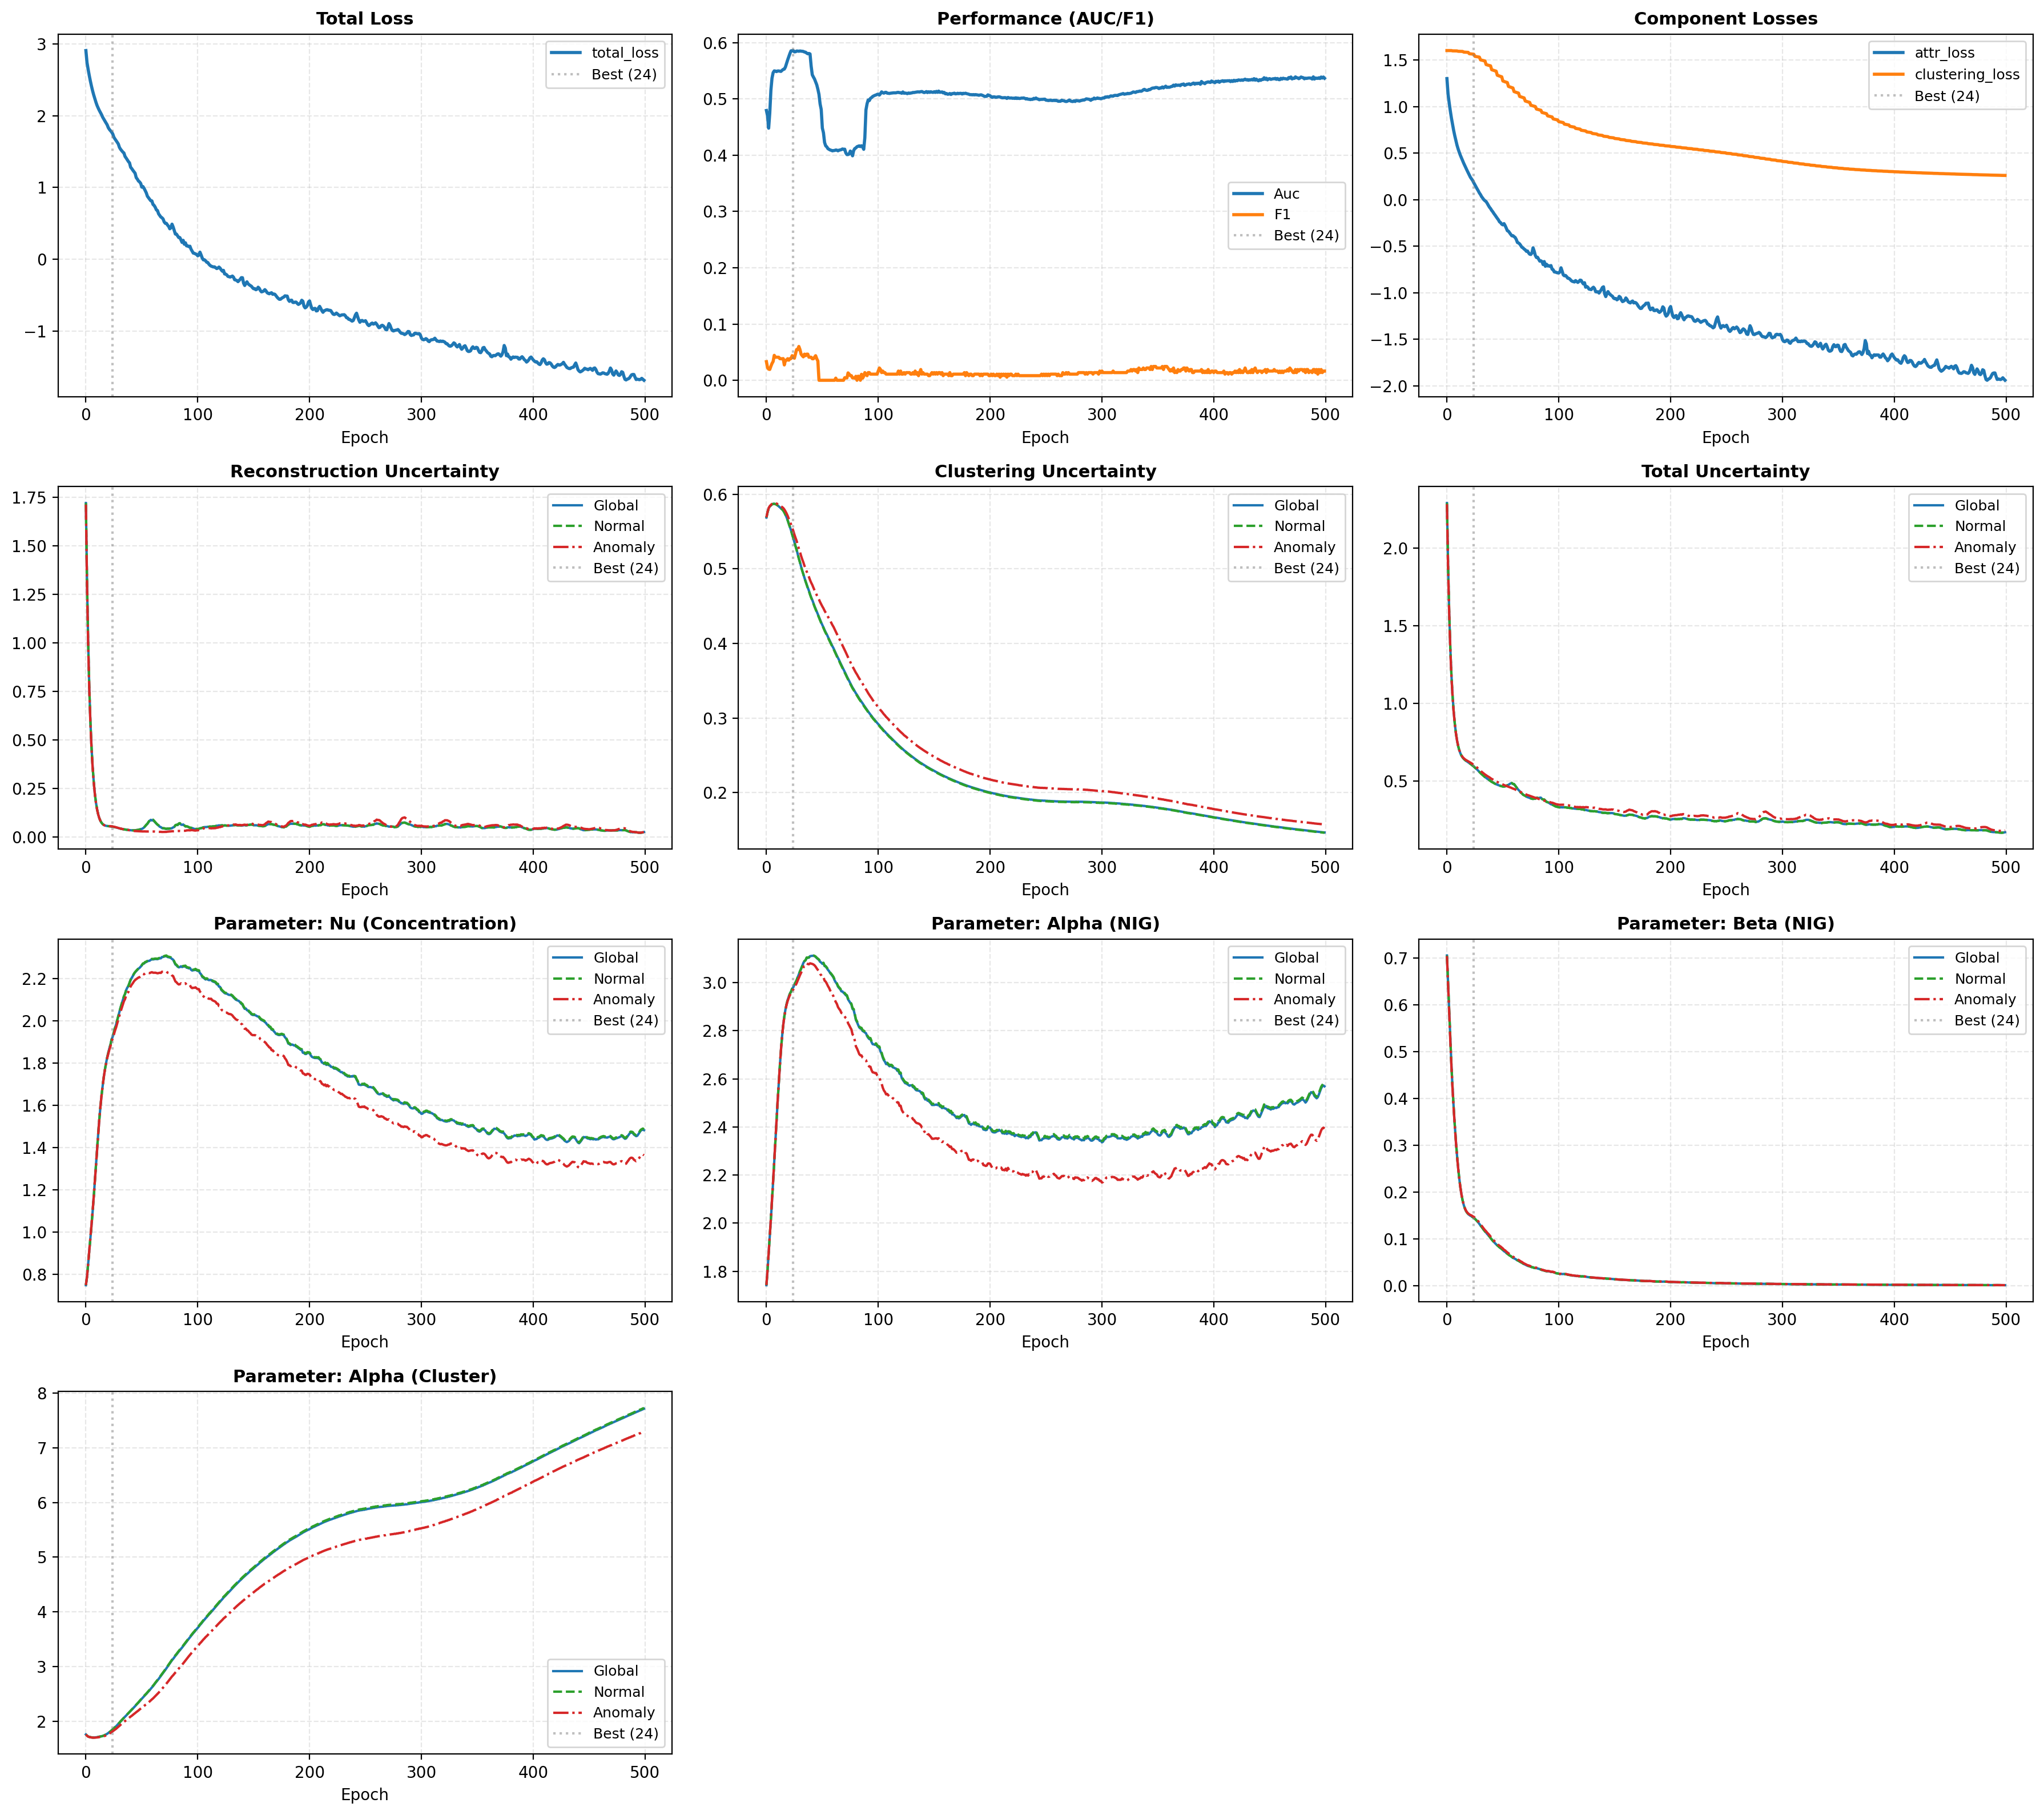 Total Loss
3
2
1
0
−1
0
100
200
300
400
500
Epoch
total_loss
Best (24)
Performance (AUC/F1)
0.6
0.5
0.4
0.3
0.2
0.1
0.0
0
100
200
300
400
500
Epoch
Auc
F1
Best (24)
Component Losses
1.5
1.0
0.5
0.0
−0.5
−1.0
−1.5
−2.0
0
100
200
300
400
500
Epoch
attr_loss
clustering_loss
Best (24)
Reconstruction Uncertainty
1.75
1.50
1.25
1.00
0.75
0.50
0.25
0.00
0
100
200
300
400
500
Epoch
Global
Normal
Anomaly
Best (24)
Clustering Uncertainty
0.6
0.5
0.4
0.3
0.2
0
100
200
300
400
500
Epoch
Global
Normal
Anomaly
Best (24)
Total Uncertainty
2.0
1.5
1.0
0.5
0
100
200
300
400
500
Epoch
Global
Normal
Anomaly
Best (24)
Parameter: Nu (Concentration)
2.2
2.0
1.8
1.6
1.4
1.2
1.0
0.8
0
100
200
300
400
500
Epoch
Global
Normal
Anomaly
Best (24)
Parameter: Alpha (NIG)
3.0
2.8
2.6
2.4
2.2
2.0
1.8
0
100
200
300
400
500
Epoch
Global
Normal
Anomaly
Best (24)
Parameter: Beta (NIG)
0.7
0.6
0.5
0.4
0.3
0.2
0.1
0.0
0
100
200
300
400
500
Epoch
Global
Normal
Anomaly
Best (24)
Parameter: Alpha (Cluster)
8
7
6
5
4
3
2
0
100
200
300
400
500
Epoch
Global
Normal
Anomaly
Best (24)